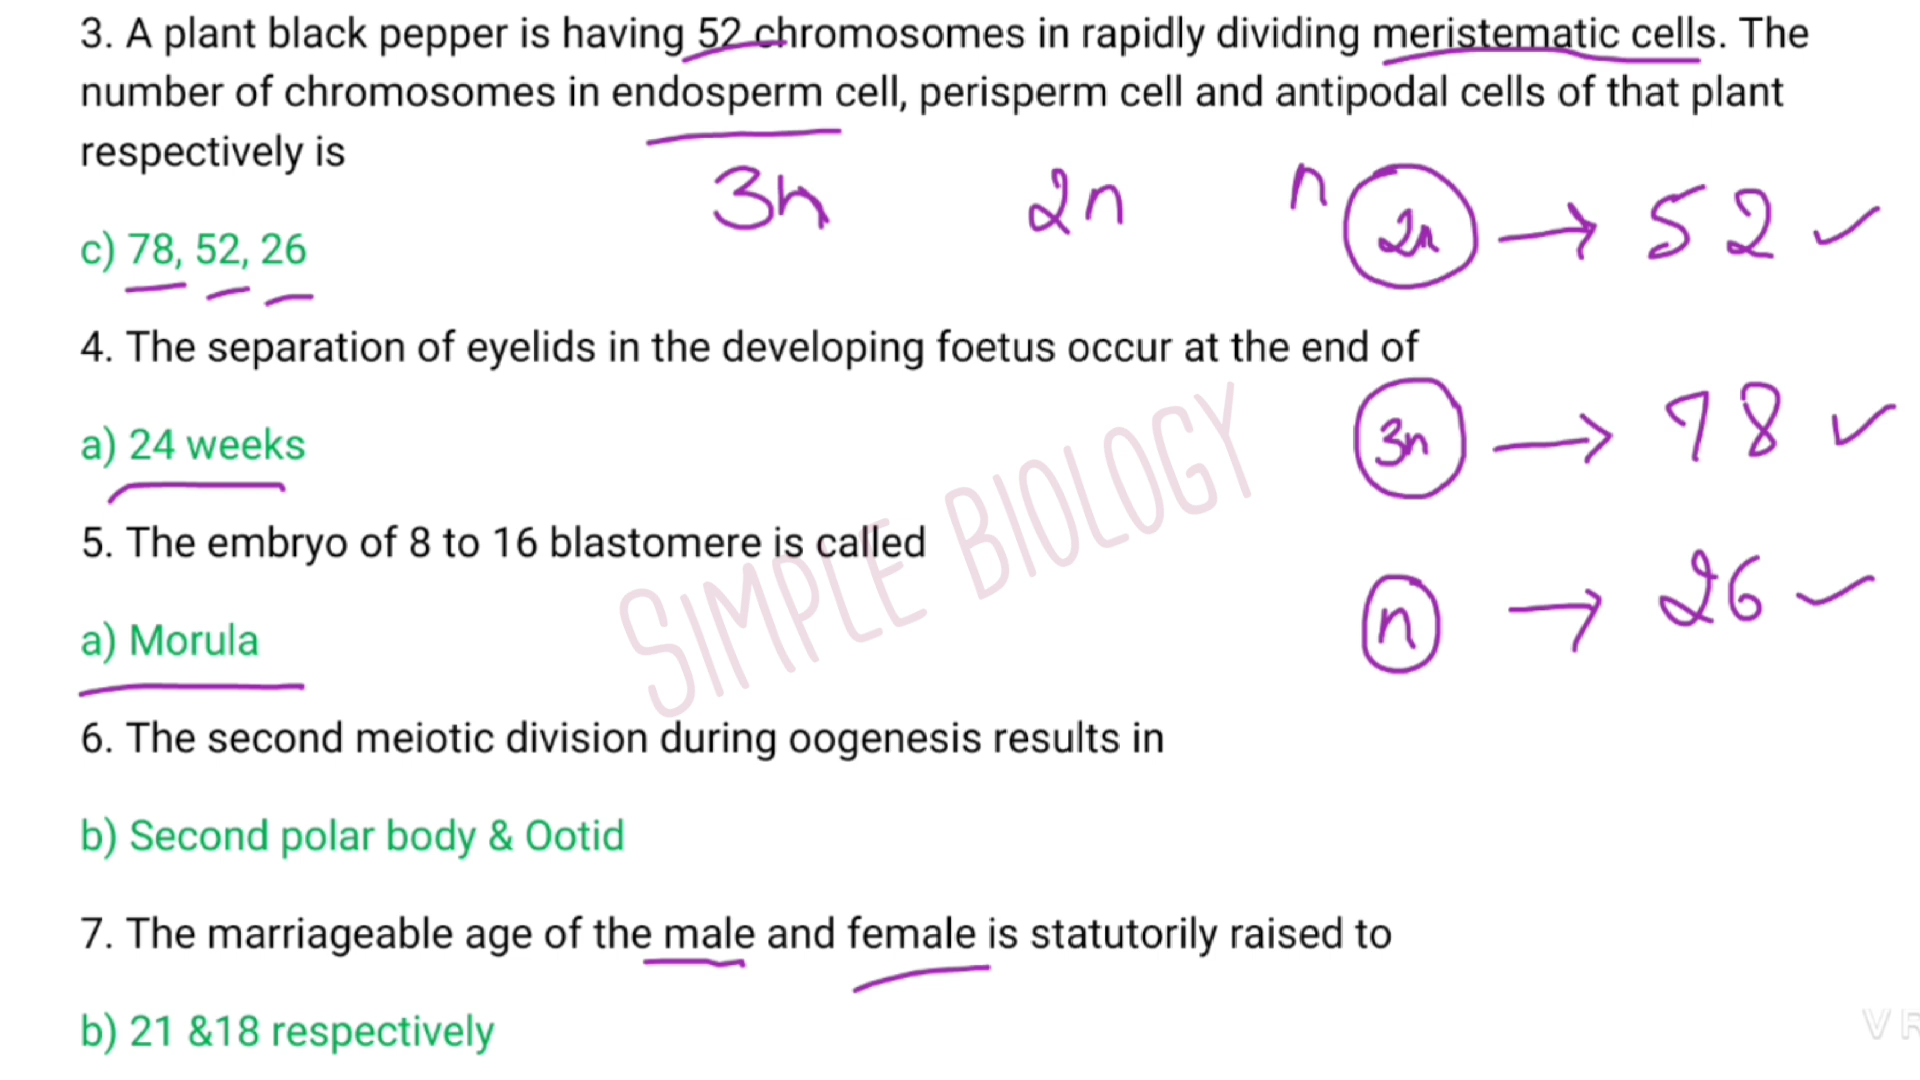 3. A plant black pepper is having 52 chromosomes in rapidly dividing meristematic cells. The
number of chromosomes in endosperm cell, perisperm cell and antipodal cells of that plant
respectively is
3n 2n n 2n → 52 ✓
c) 78, 52, 26
4. The separation of eyelids in the developing foetus occur at the end of
3n → 78 ✓
a) 24 weeks
5. The embryo of 8 to 16 blastomere is called
SIMPLE BIOLOGY
n → 26 ✓
a) Morula
6. The second meiotic division during oogenesis results in
b) Second polar body & Ootid
7. The marriageable age of the male and female is statutorily raised to
b) 21 &18 respectively